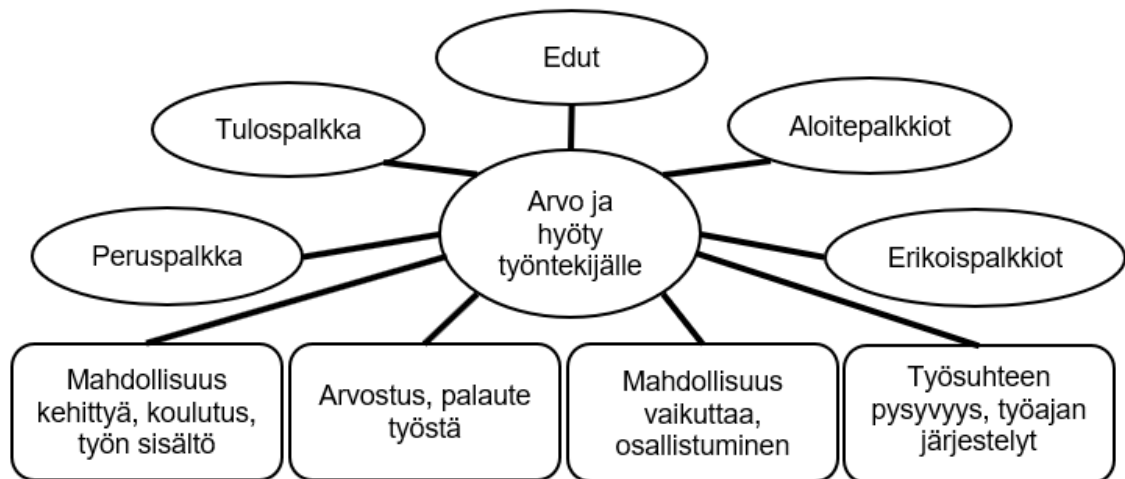 Edut
Tulospalkka
Aloitepalkkiot
Arvo ja
hyöty
työntekijälle
Peruspalkka
Erikoispalkkiot
Mahdollisuus
kehittyä, koulutus,
työn sisältö
Arvostus, palaute
työstä
Mahdollisuus
vaikuttaa,
osallistuminen
Työsuhteen
pysyvyys, työajan
järjestelyt